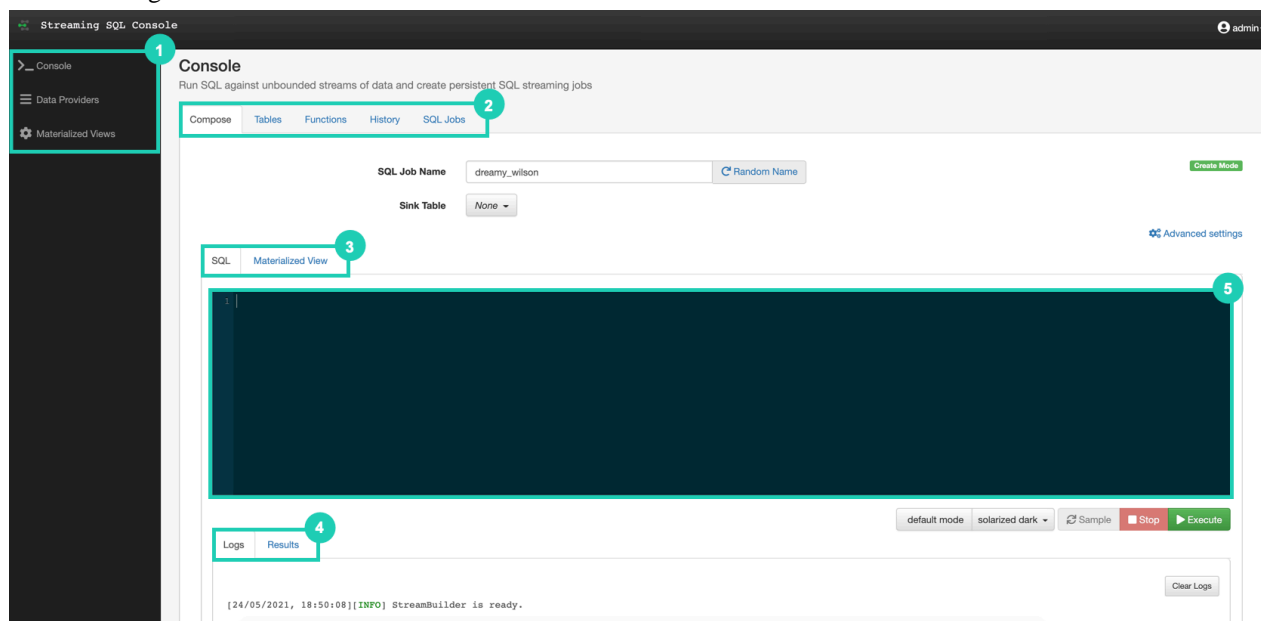 Streaming SQL Console
admin
1
Console
Data Providers
Materialized Views
Console
Run SQL against unbounded streams of data and create persistent SQL streaming jobs
2
Compose Tables Functions History SQL Jobs
SQL Job Name dreamy_wilson Random Name
Create Mode
Sink Table None
Advanced settings
3
SQL Materialized View
5
1
default mode solarized dark Sample Stop Execute
4
Logs Results
Clear Logs
[24/05/2021, 18:50:08][INFO] StreamBuilder is ready.